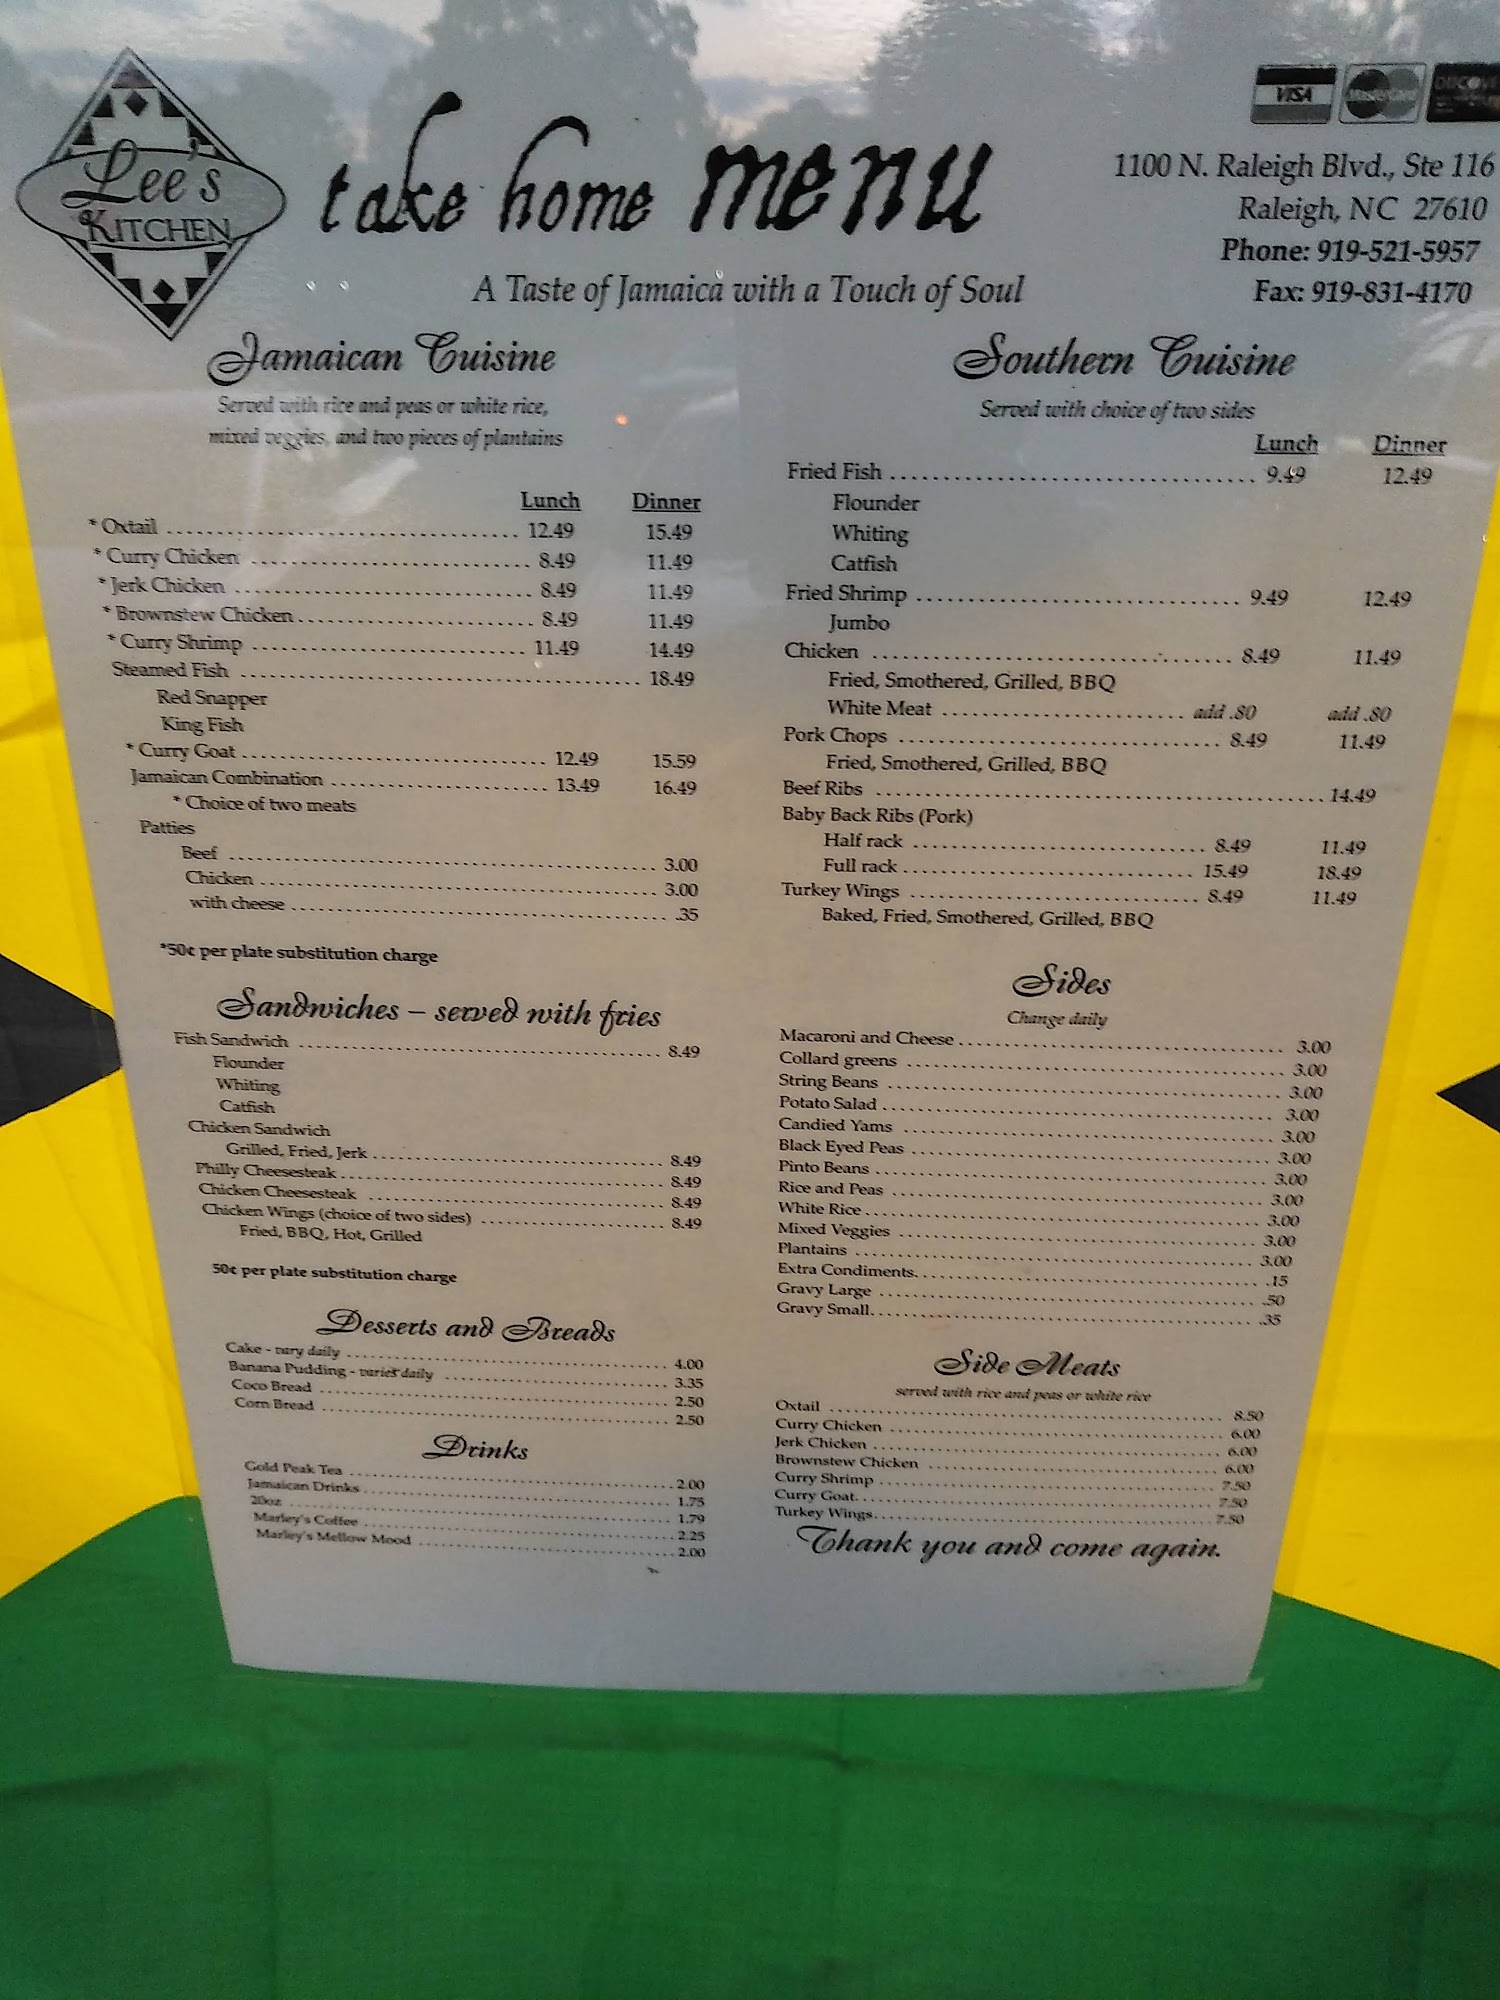 Lee's
KITCHEN
take home menu
A Taste of Jamaica with a Touch of Soul
VISA MasterCard DISCOVE
1100 N. Raleigh Blvd., Ste 116
Raleigh, NC 27610
Phone: 919-521-5957
Fax: 919-831-4170
Jamaican Cuisine
Served with rice and peas or white rice,
mixed veggies, and two pieces of plantains
Lunch Dinner
* Oxtail 12.49 15.49
* Curry Chicken 8.49 11.49
* Jerk Chicken 8.49 11.49
* Brownstew Chicken 8.49 11.49
* Curry Shrimp 11.49 14.49
Steamed Fish 18.49
Red Snapper
King Fish
* Curry Goat 12.49 15.59
Jamaican Combination 13.49 16.49
* Choice of two meats
Patties
Beef 3.00
Chicken 3.00
with cheese .35
*50¢ per plate substitution charge
Sandwiches – served with fries
Fish Sandwich 8.49
Flounder
Whiting
Catfish
Chicken Sandwich
Grilled, Fried, Jerk 8.49
Philly Cheesesteak 8.49
Chicken Cheesesteak 8.49
Chicken Wings (choice of two sides) 8.49
Fried, BBQ, Hot, Grilled
50¢ per plate substitution charge
Desserts and Breads
Cake - vary daily 4.00
Banana Pudding - varies daily 3.35
Coco Bread 2.50
Corn Bread 2.50
Drinks
Gold Peak Tea 2.00
Jamaican Drinks 1.75
20oz 1.79
Marley's Coffee 2.25
Marley's Mellow Mood 2.00
Southern Cuisine
Served with choice of two sides
Lunch Dinner
Fried Fish 9.49 12.49
Flounder
Whiting
Catfish
Fried Shrimp 9.49 12.49
Jumbo
Chicken 8.49 11.49
Fried, Smothered, Grilled, BBQ
White Meat add .80 add .80
Pork Chops 8.49 11.49
Fried, Smothered, Grilled, BBQ
Beef Ribs 14.49
Baby Back Ribs (Pork)
Half rack 8.49 11.49
Full rack 15.49 18.49
Turkey Wings 8.49 11.49
Baked, Fried, Smothered, Grilled, BBQ
Sides
Change daily
Macaroni and Cheese 3.00
Collard greens 3.00
String Beans 3.00
Potato Salad 3.00
Candied Yams 3.00
Black Eyed Peas 3.00
Pinto Beans 3.00
Rice and Peas 3.00
White Rice 3.00
Mixed Veggies 3.00
Plantains 3.00
Extra Condiments .15
Gravy Large .50
Gravy Small .35
Side Meats
served with rice and peas or white rice
Oxtail 8.50
Curry Chicken 6.00
Jerk Chicken 6.00
Brownstew Chicken 6.00
Curry Shrimp 7.50
Curry Goat 7.50
Turkey Wings 7.50
Thank you and come again.